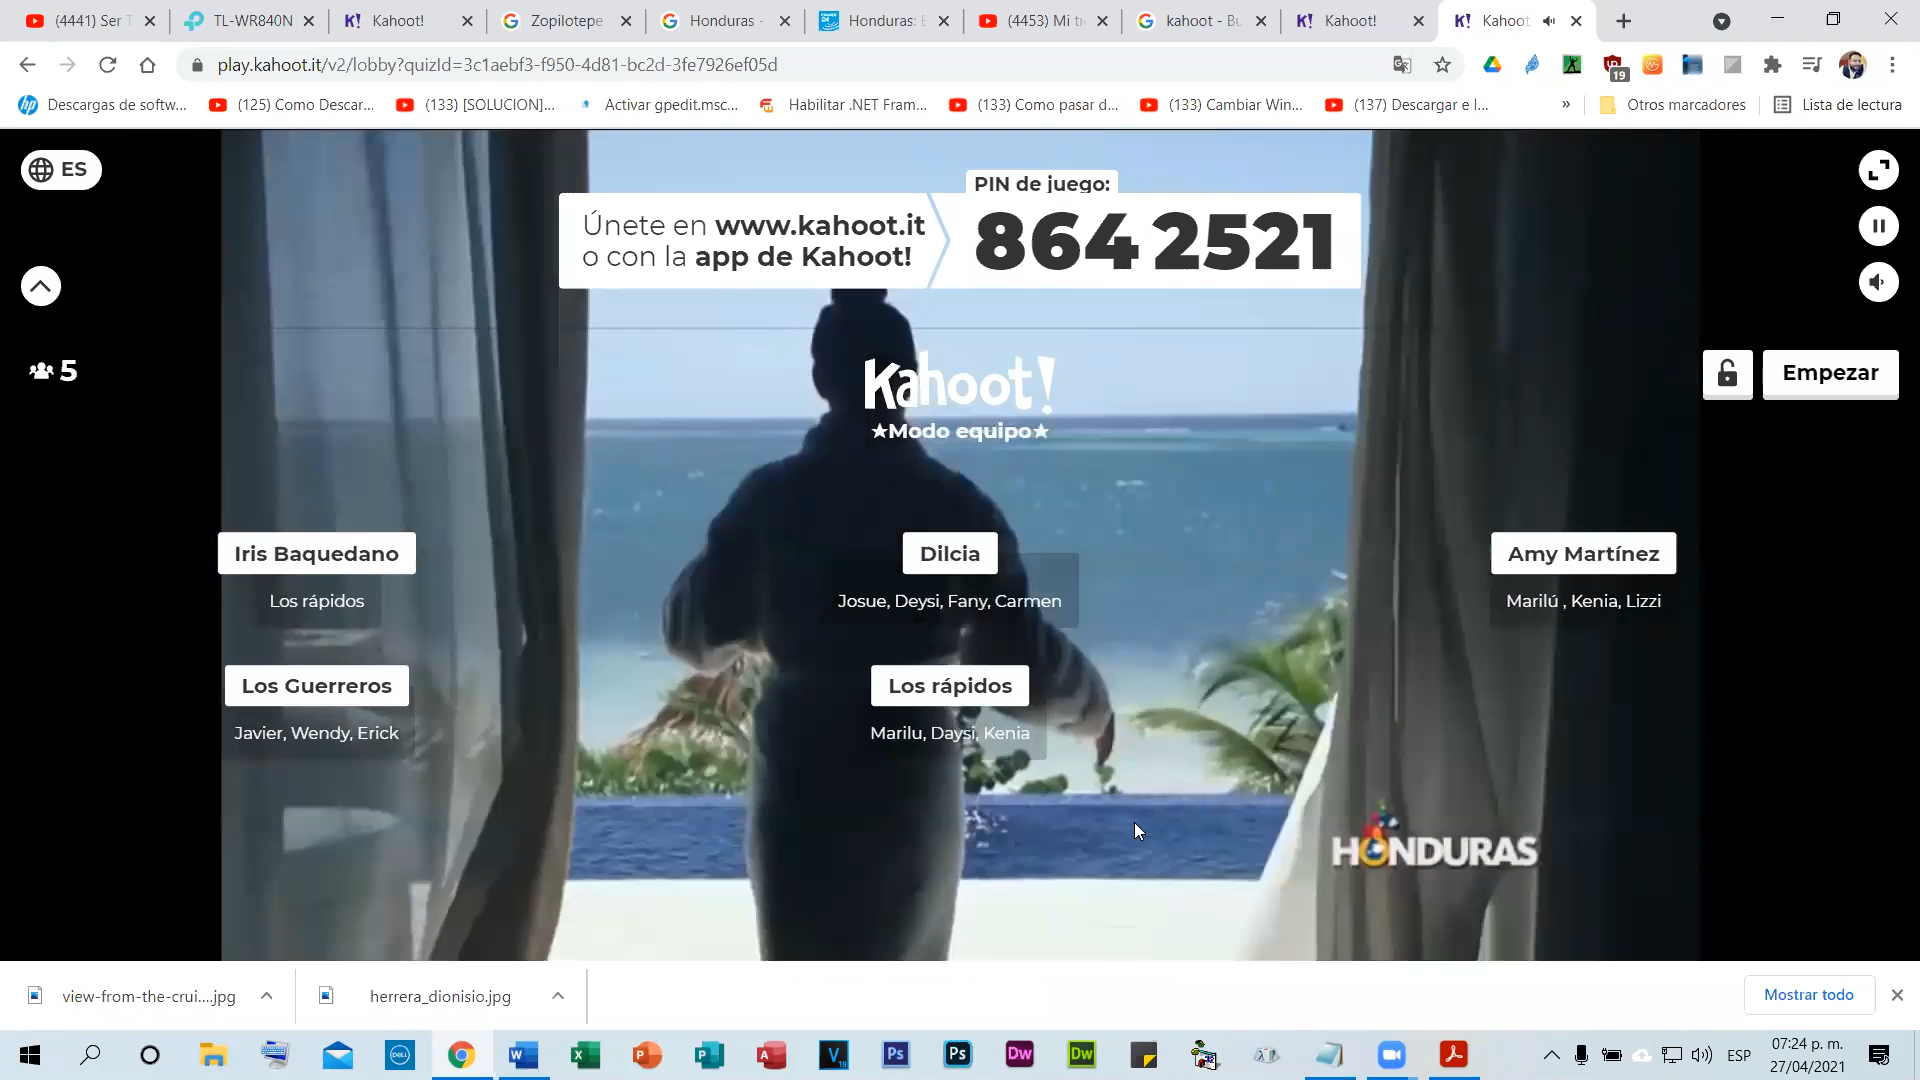 (4441) Ser T
TL-WR840N
Kahoot!
Zopilotepe
Honduras -
Honduras: E
(4453) Mi ti
kahoot - Bu
Kahoot!
Kahoot
play.kahoot.it/v2/lobby?quizId=3c1aebf3-f950-4d81-bc2d-3fe7926ef05d
19
Descargas de softw...
(125) Como Descar...
(133) [SOLUCION]...
Activar gpedit.msc...
Habilitar .NET Fram...
(133) Como pasar d...
(133) Cambiar Win...
(137) Descargar e I...
»
Otros marcadores
Lista de lectura
ES
PIN de juego:
Únete en www.kahoot.it
o con la app de Kahoot!
864 2521
5
Kahoot!
★Modo equipo★
Empezar
Iris Baquedano
Los rápidos
Dilcia
Josue, Deysi, Fany, Carmen
Amy Martínez
Marilú , Kenia, Lizzi
Los Guerreros
Javier, Wendy, Erick
Los rápidos
Marilu, Daysi, Kenia
HONDURAS
view-from-the-crui....jpg
herrera_dionisio.jpg
Mostrar todo
ESP
07:24 p. m.
27/04/2021